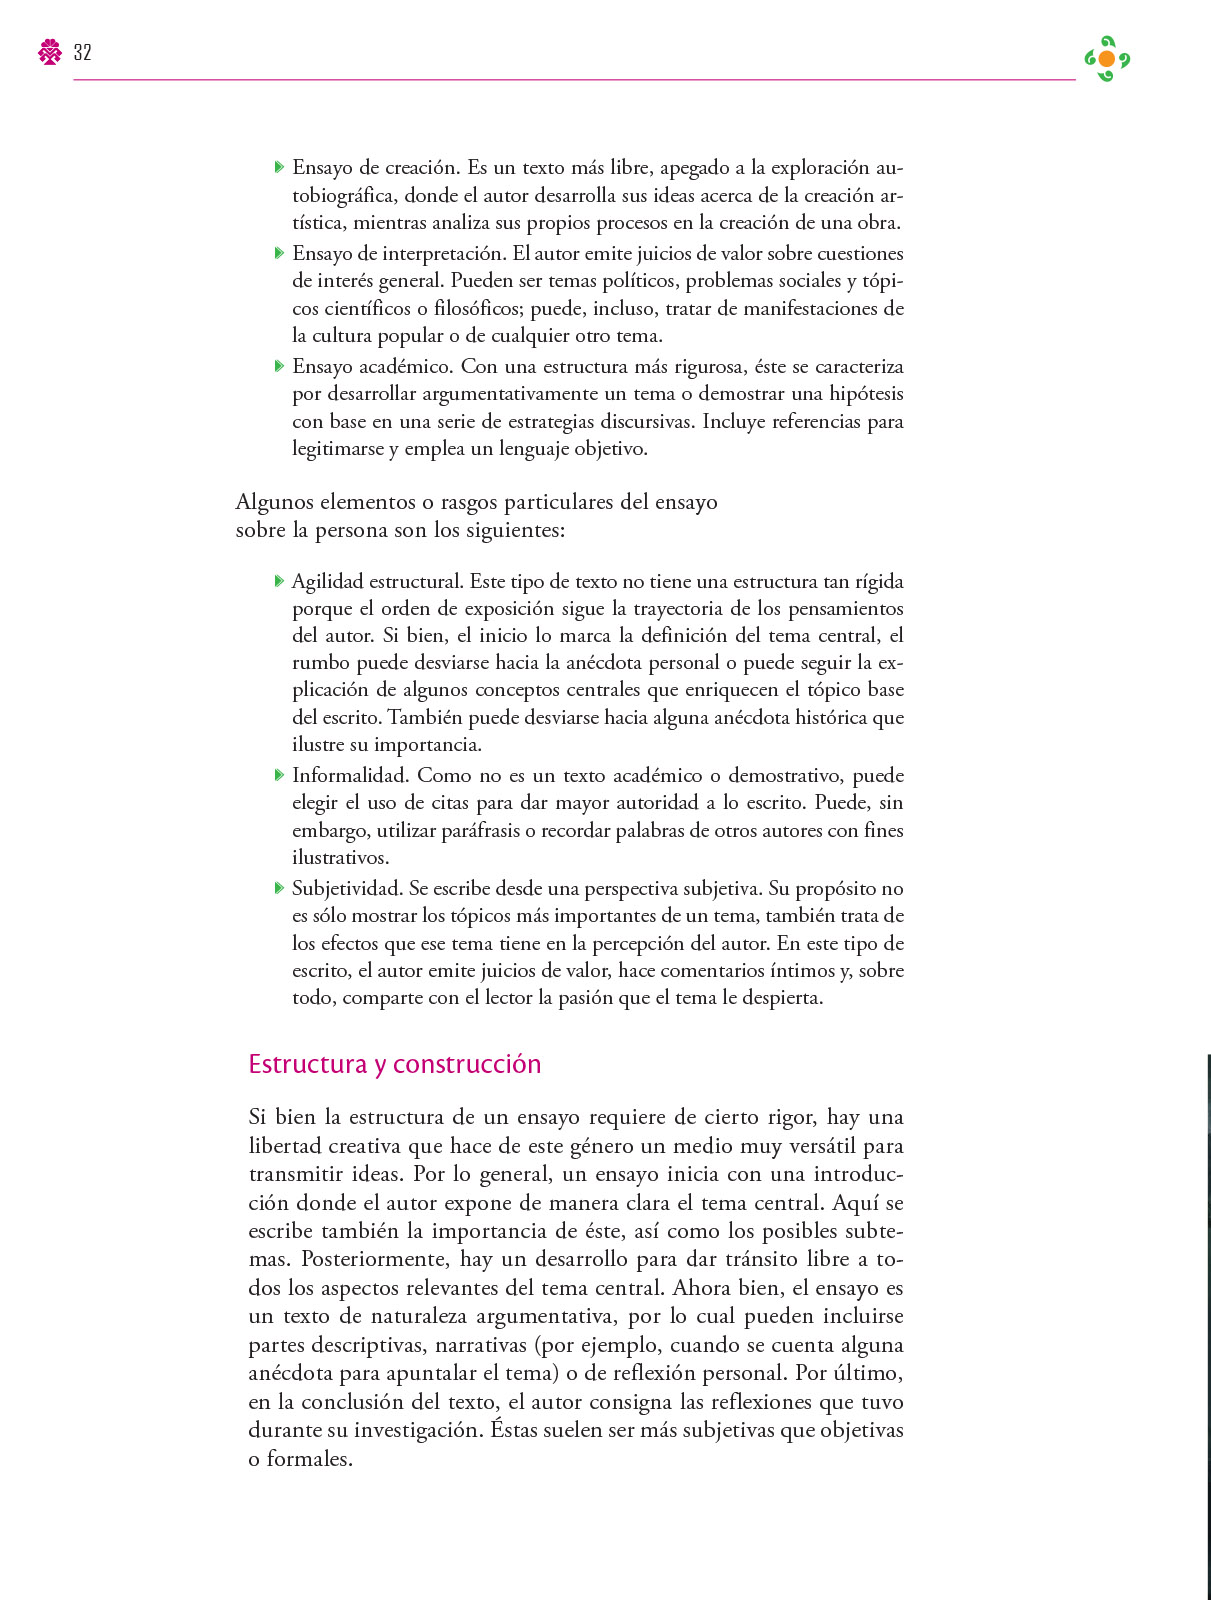 32
Ensayo de creación. Es un texto más libre, apegado a la exploración au-
tobiográfica, donde el autor desarrolla sus ideas acerca de la creación ar-
tística, mientras analiza sus propios procesos en la creación de una obra.
Ensayo de interpretación. El autor emite juicios de valor sobre cuestiones
de interés general. Pueden ser temas políticos, problemas sociales y tópi-
cos científicos o filosóficos; puede, incluso, tratar de manifestaciones de
la cultura popular o de cualquier otro tema.
Ensayo académico. Con una estructura más rigurosa, éste se caracteriza
por desarrollar argumentativamente un tema o demostrar una hipótesis
con base en una serie de estrategias discursivas. Incluye referencias para
legitimarse y emplea un lenguaje objetivo.
Algunos elementos o rasgos particulares del ensayo
sobre la persona son los siguientes:
Agilidad estructural. Este tipo de texto no tiene una estructura tan rígida
porque el orden de exposición sigue la trayectoria de los pensamientos
del autor. Si bien, el inicio lo marca la definición del tema central, el
rumbo puede desviarse hacia la anécdota personal o puede seguir la ex-
plicación de algunos conceptos centrales que enriquecen el tópico base
del escrito. También puede desviarse hacia alguna anécdota histórica que
ilustre su importancia.
Informalidad. Como no es un texto académico o demostrativo, puede
elegir el uso de citas para dar mayor autoridad a lo escrito. Puede, sin
embargo, utilizar paráfrasis o recordar palabras de otros autores con fines
ilustrativos.
Subjetividad. Se escribe desde una perspectiva subjetiva. Su propósito no
es sólo mostrar los tópicos más importantes de un tema, también trata de
los efectos que ese tema tiene en la percepción del autor. En este tipo de
escrito, el autor emite juicios de valor, hace comentarios íntimos y, sobre
todo, comparte con el lector la pasión que el tema le despierta.
Estructura y construcción
Si bien la estructura de un ensayo requiere de cierto rigor, hay una
libertad creativa que hace de este género un medio muy versátil para
transmitir ideas. Por lo general, un ensayo inicia con una introduc-
ción donde el autor expone de manera clara el tema central. Aquí se
escribe también la importancia de éste, así como los posibles subte-
mas. Posteriormente, hay un desarrollo para dar tránsito libre a to-
dos los aspectos relevantes del tema central. Ahora bien, el ensayo es
un texto de naturaleza argumentativa, por lo cual pueden incluirse
partes descriptivas, narrativas (por ejemplo, cuando se cuenta alguna
anécdota para apuntalar el tema) o de reflexión personal. Por último,
en la conclusión del texto, el autor consigna las reflexiones que tuvo
durante su investigación. Éstas suelen ser más subjetivas que objetivas
o formales.